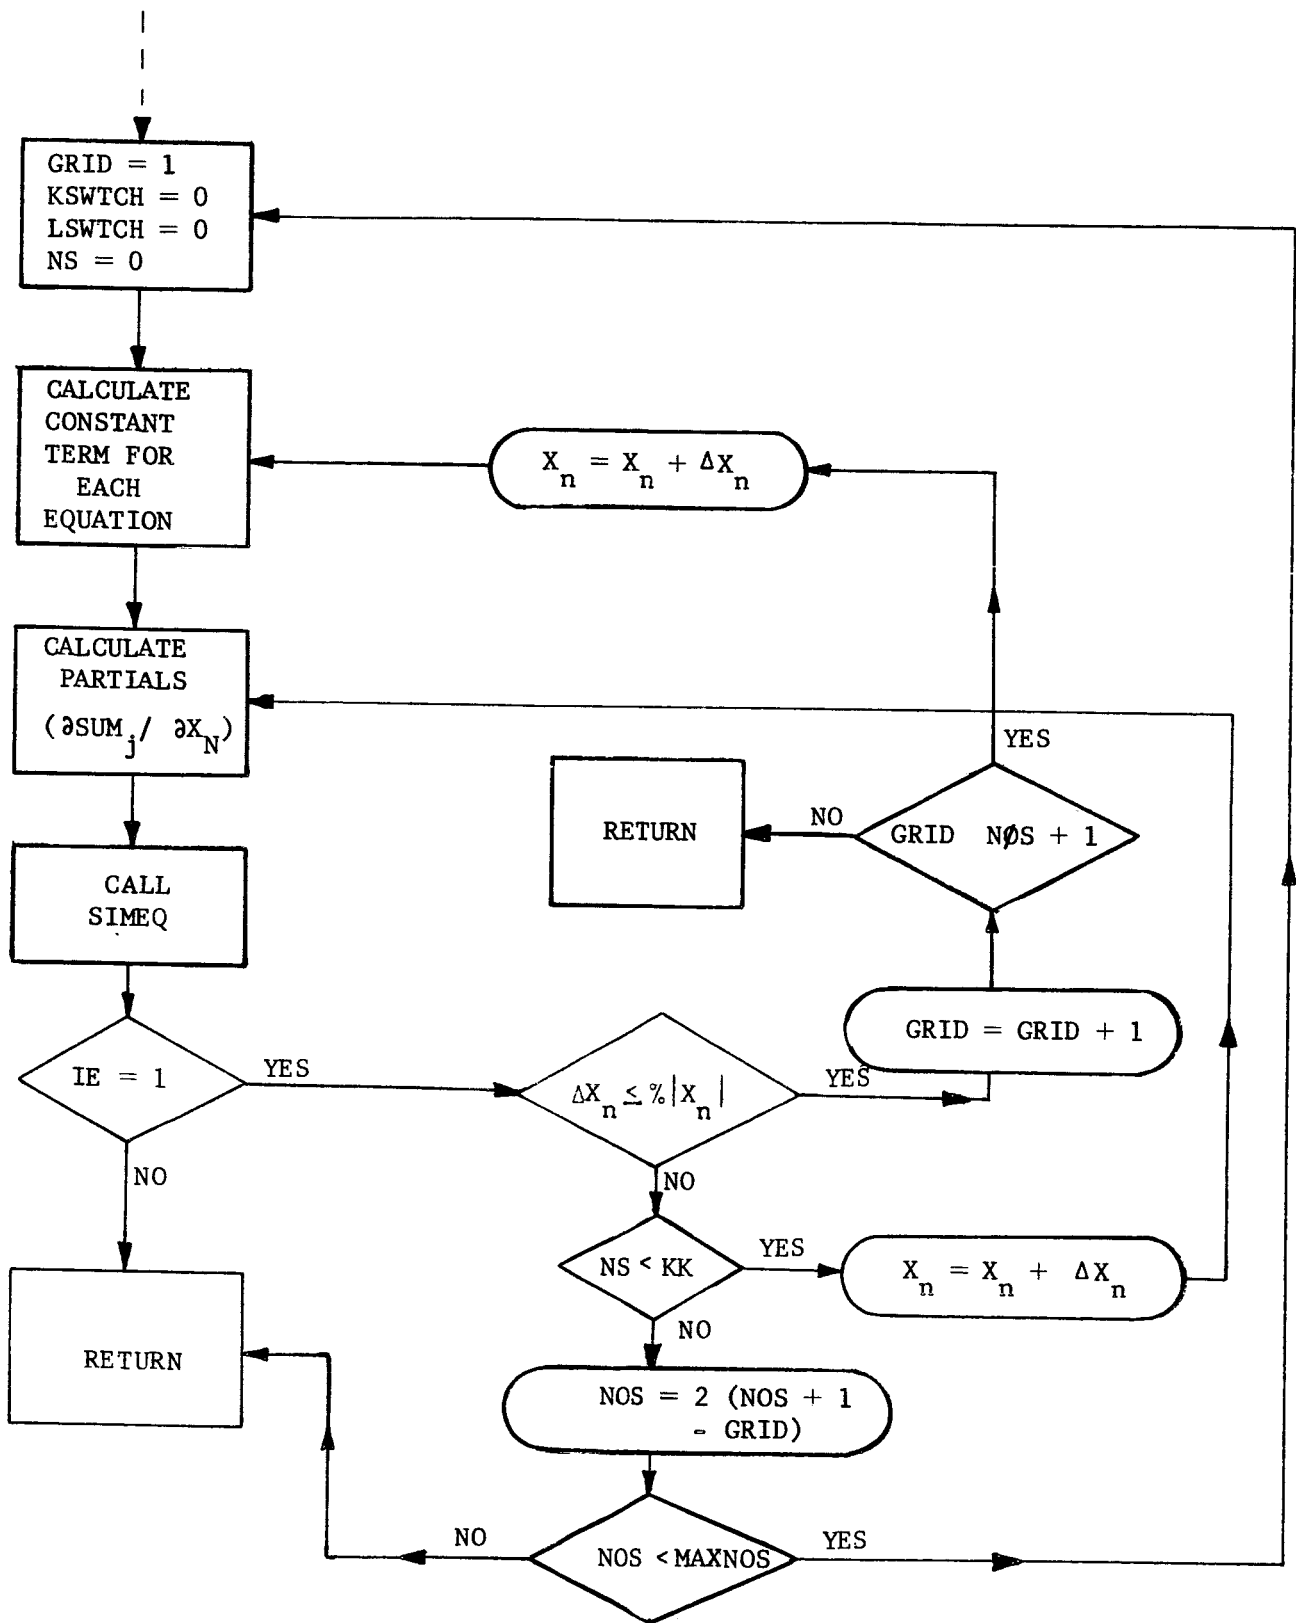 GRID = 1
KSWTCH = 0
LSWTCH = 0
NS = 0
CALCULATE
CONSTANT
TERM FOR
EACH
EQUATION
X_n = X_n + ΔX_n
CALCULATE
PARTIALS
(∂SUM_j / ∂X_N)
YES
RETURN
NO
GRID NØS + 1
CALL
SIMEQ
GRID = GRID + 1
IE = 1
YES
ΔX_n ≤ %|X_n|
YES
NO
NO
NS < KK
YES
X_n = X_n + ΔX_n
NO
RETURN
NOS = 2 (NOS + 1
- GRID)
NO
NOS < MAXNOS
YES